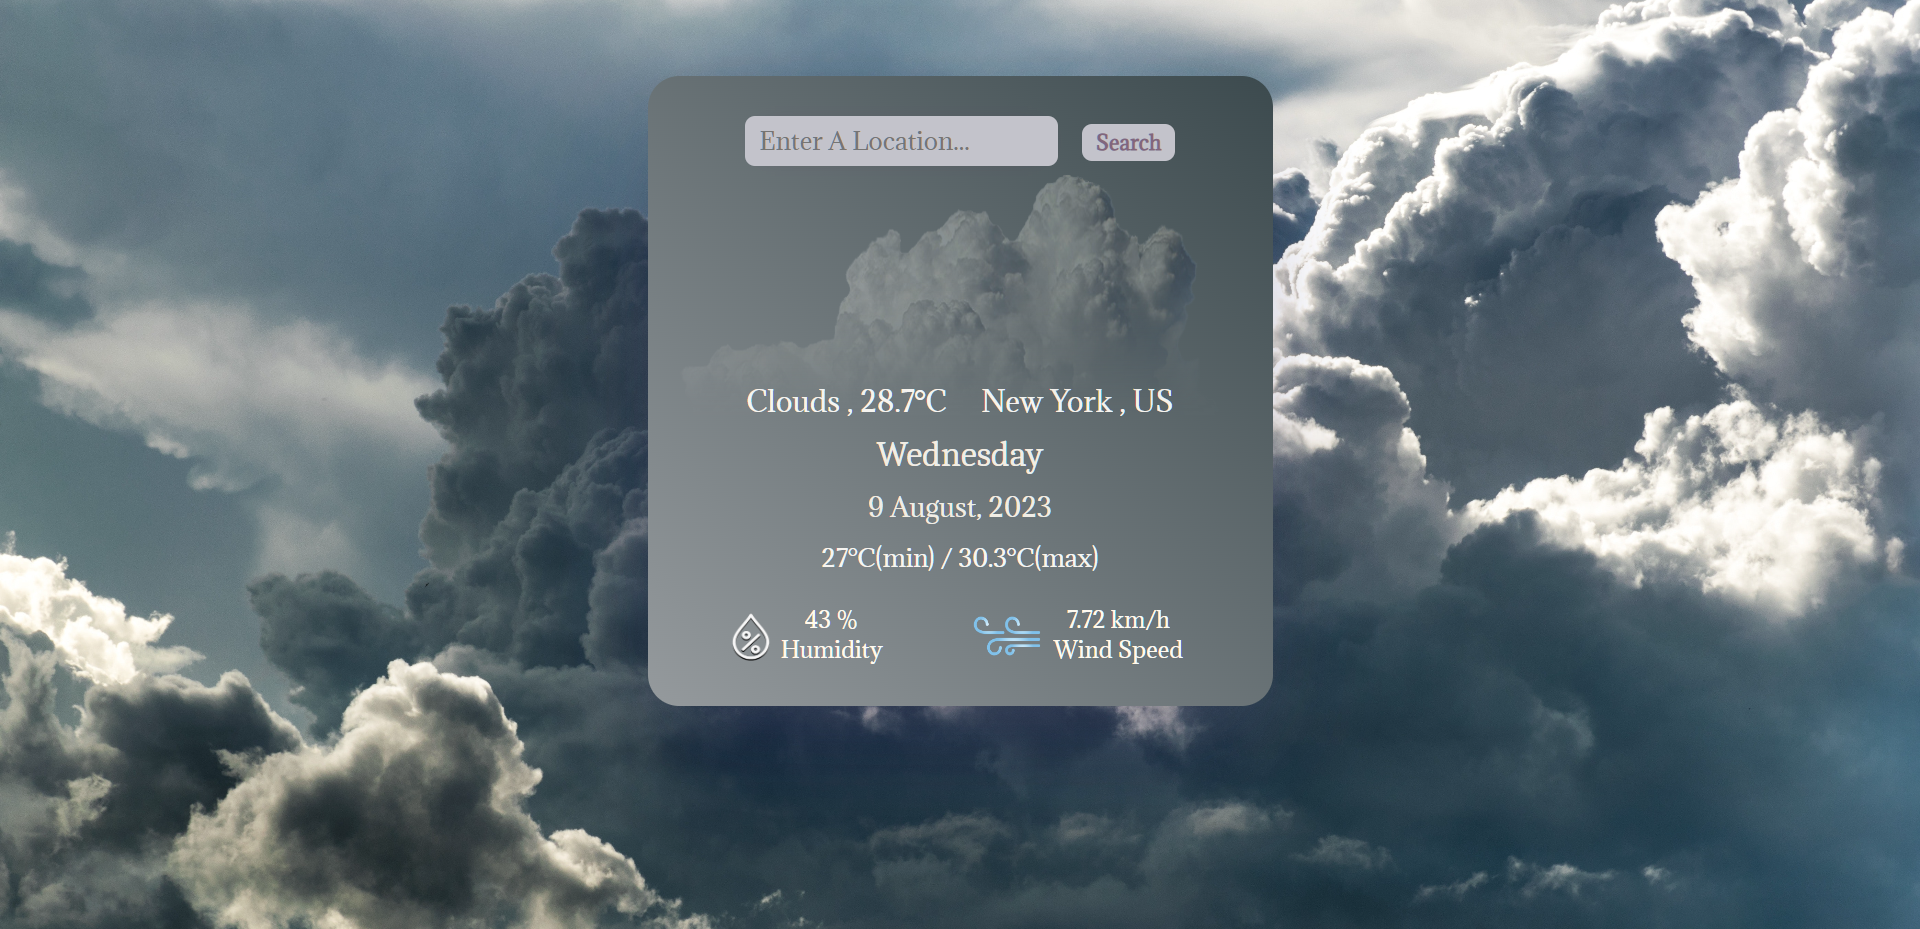 Enter A Location...
Search
Clouds , 28.7°C New York , US
Wednesday
9 August, 2023
27°C(min) / 30.3°C(max)
43 %
Humidity
7.72 km/h
Wind Speed